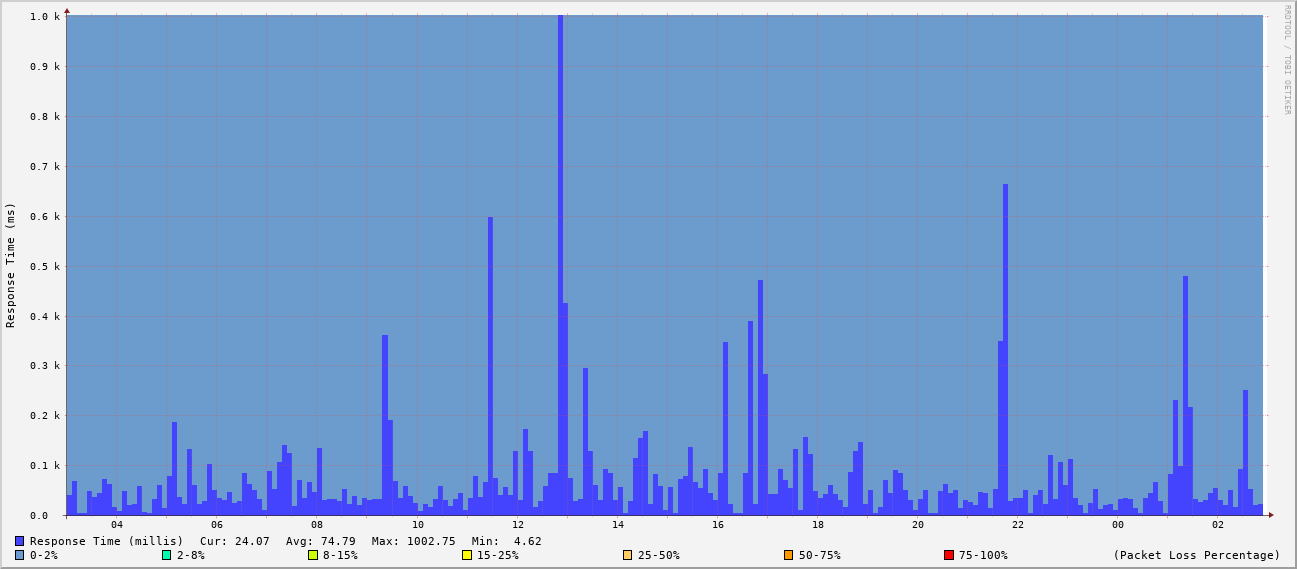 RRDTOOL / TOBI OETIKER
Response Time (ms)
1.0 k
0.9 k
0.8 k
0.7 k
0.6 k
0.5 k
0.4 k
0.3 k
0.2 k
0.1 k
0.0
04 06 08 10 12 14 16 18 20 22 00 02
Response Time (millis) Cur: 24.07 Avg: 74.79 Max: 1002.75 Min: 4.62
0-2% 2-8% 8-15% 15-25% 25-50% 50-75% 75-100% (Packet Loss Percentage)